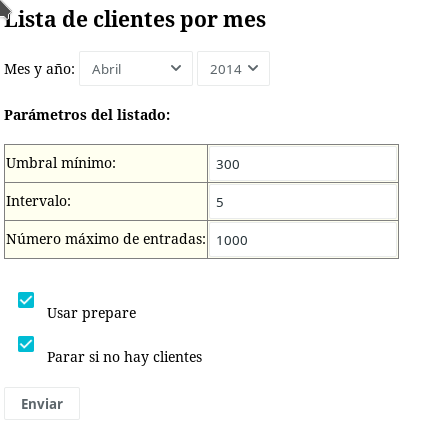 Lista de clientes por mes
Mes y año: Abril 2014
Parámetros del listado:
Umbral mínimo: 300
Intervalo: 5
Número máximo de entradas: 1000
Usar prepare
Parar si no hay clientes
Enviar